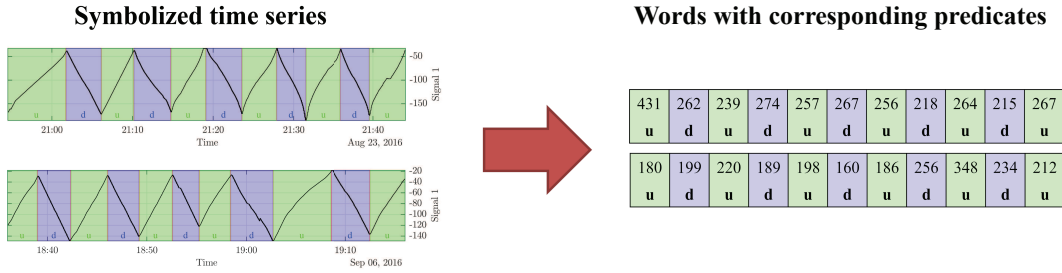 Symbolized time series
Words with corresponding predicates
-50
-100
-150
Signal 1
u d u d u d u d u d u
21:00 21:10 21:20 21:30 21:40
Time
Aug 23, 2016
-20
-40
-60
-80
-100
-120
-140
Signal 1
u d u d u d u d u d u
18:40 18:50 19:00 19:10
Time
Sep 06, 2016
431 262 239 274 257 267 256 218 264 215 267
u d u d u d u d u d u
180 199 220 189 198 160 186 256 348 234 212
u d u d u d u d u d u